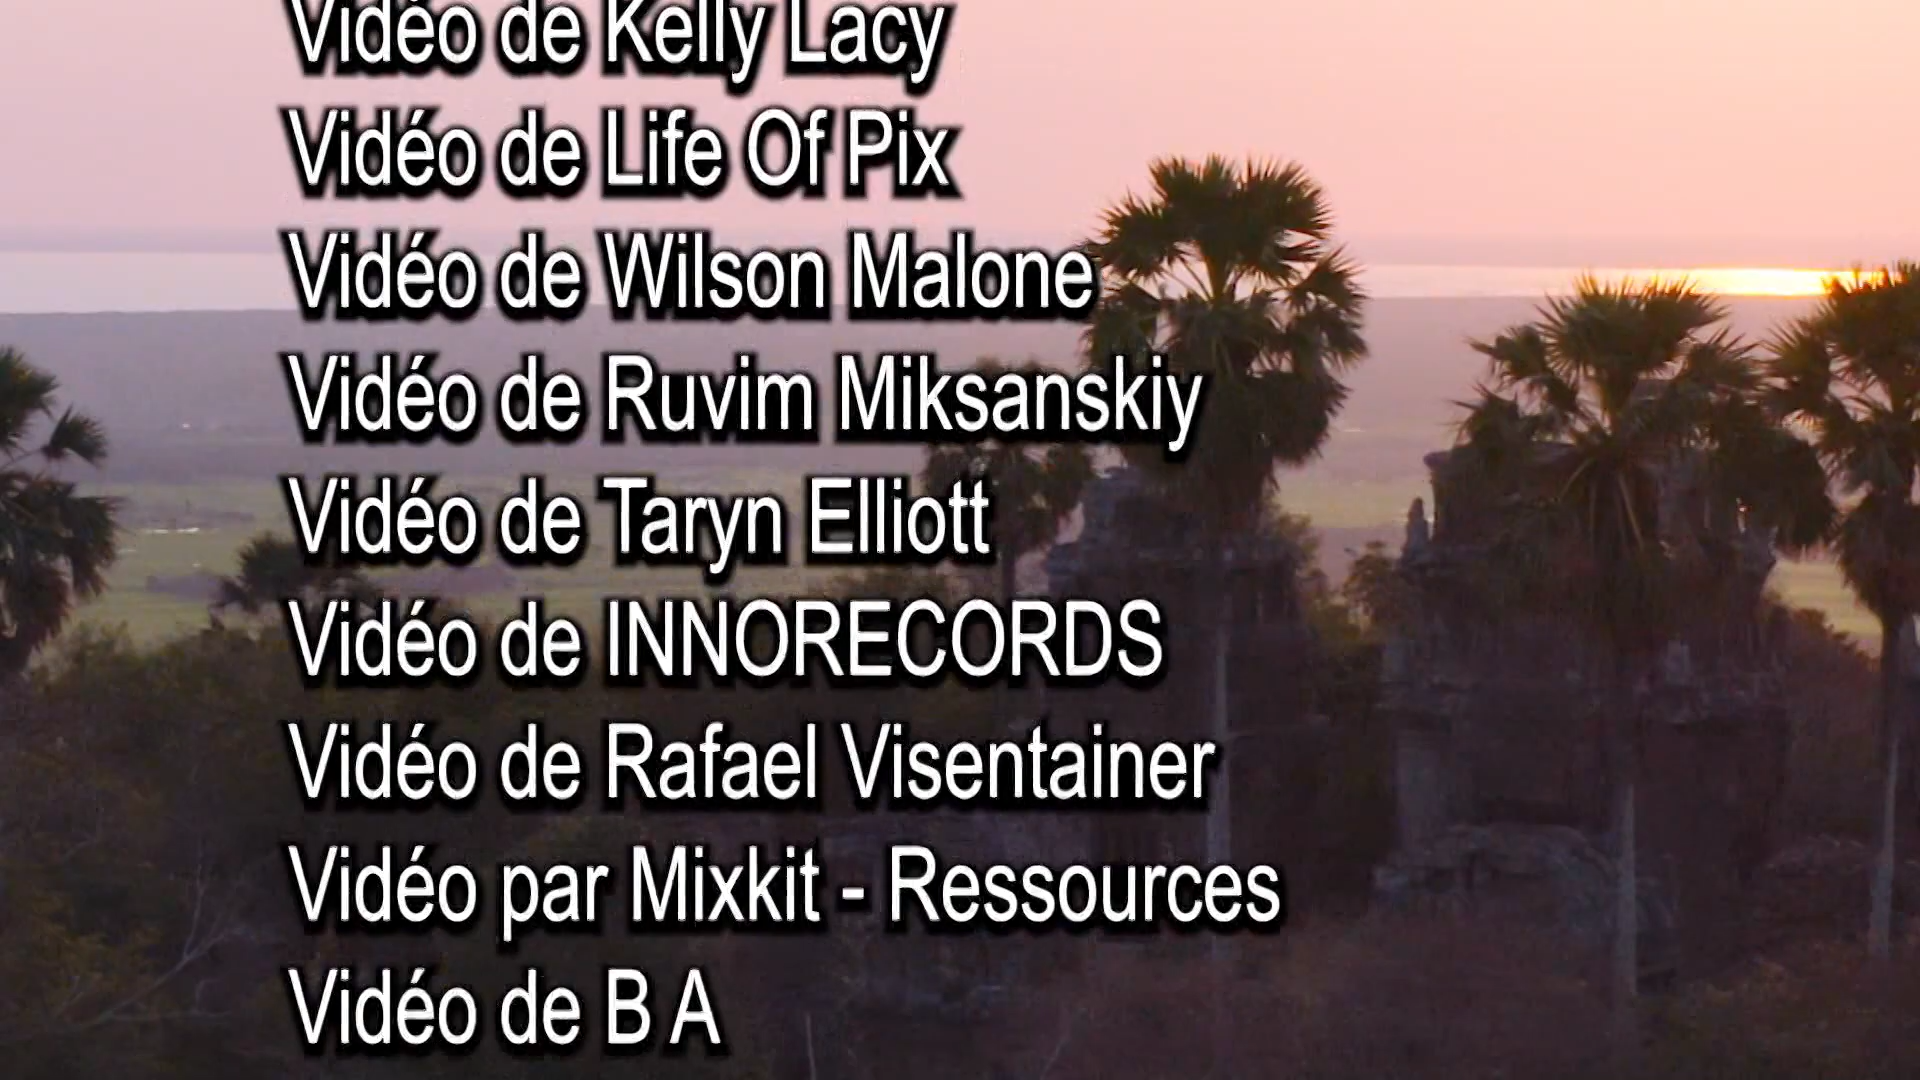 Vidéo de Kelly Lacy
Vidéo de Life Of Pix
Vidéo de Wilson Malone
Vidéo de Ruvim Miksanskiy
Vidéo de Taryn Elliott
Vidéo de INNORECORDS
Vidéo de Rafael Visentainer
Vidéo par Mixkit - Ressources
Vidéo de B A